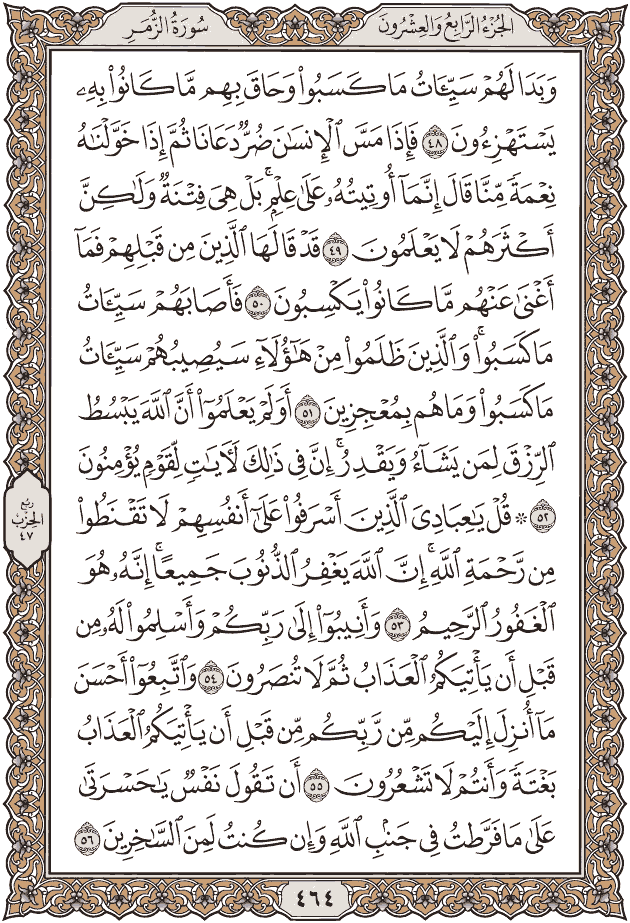 الجُزْءُ الرَّابِعُ وَالعِشْرُونَ
سُورَةُ الزُّمَرِ
وَبَدَا لَهُمْ سَيِّـَٔاتُ مَا كَسَبُوا۟ وَحَاقَ بِهِم مَّا كَانُوا۟ بِهِۦ
يَسْتَهْزِءُونَ ٤٨ فَإِذَا مَسَّ ٱلْإِنسَٰنَ ضُرٌّ دَعَانَا ثُمَّ إِذَا خَوَّلْنَٰهُ
نِعْمَةً مِّنَّا قَالَ إِنَّمَآ أُوتِيتُهُۥ عَلَىٰ عِلْمٍۭ ۚ بَلْ هِىَ فِتْنَةٌ وَلَٰكِنَّ
أَكْثَرَهُمْ لَا يَعْلَمُونَ ٤٩ قَدْ قَالَهَا ٱلَّذِينَ مِن قَبْلِهِمْ فَمَآ
أَغْنَىٰ عَنْهُم مَّا كَانُوا۟ يَكْسِبُونَ ٥٠ فَأَصَابَهُمْ سَيِّـَٔاتُ
مَا كَسَبُوا۟ ۚ وَٱلَّذِينَ ظَلَمُوا۟ مِنْ هَٰٓؤُلَآءِ سَيُصِيبُهُمْ سَيِّـَٔاتُ
مَا كَسَبُوا۟ وَمَا هُم بِمُعْجِزِينَ ٥١ أَوَلَمْ يَعْلَمُوٓا۟ أَنَّ ٱللَّهَ يَبْسُطُ
ٱلرِّزْقَ لِمَن يَشَآءُ وَيَقْدِرُ ۚ إِنَّ فِى ذَٰلِكَ لَءَايَٰتٍ لِّقَوْمٍ يُؤْمِنُونَ
٥٢ ۞ قُلْ يَٰعِبَادِىَ ٱلَّذِينَ أَسْرَفُوا۟ عَلَىٰٓ أَنفُسِهِمْ لَا تَقْنَطُوا۟
مِن رَّحْمَةِ ٱللَّهِ ۚ إِنَّ ٱللَّهَ يَغْفِرُ ٱلذُّنُوبَ جَمِيعًا ۚ إِنَّهُۥ هُوَ
ٱلْغَفُورُ ٱلرَّحِيمُ ٥٣ وَأَنِيبُوٓا۟ إِلَىٰ رَبِّكُمْ وَأَسْلِمُوا۟ لَهُۥ مِن
قَبْلِ أَن يَأْتِيَكُمُ ٱلْعَذَابُ ثُمَّ لَا تُنصَرُونَ ٥٤ وَٱتَّبِعُوٓا۟ أَحْسَنَ
مَآ أُنزِلَ إِلَيْكُم مِّن رَّبِّكُم مِّن قَبْلِ أَن يَأْتِيَكُمُ ٱلْعَذَابُ
بَغْتَةً وَأَنتُمْ لَا تَشْعُرُونَ ٥٥ أَن تَقُولَ نَفْسٌ يَٰحَسْرَتَىٰ
عَلَىٰ مَا فَرَّطتُ فِى جَنۢبِ ٱللَّهِ وَإِن كُنتُ لَمِنَ ٱلسَّٰخِرِينَ ٥٦
رُبع
الحِزْب
٤٧
٤٦٤